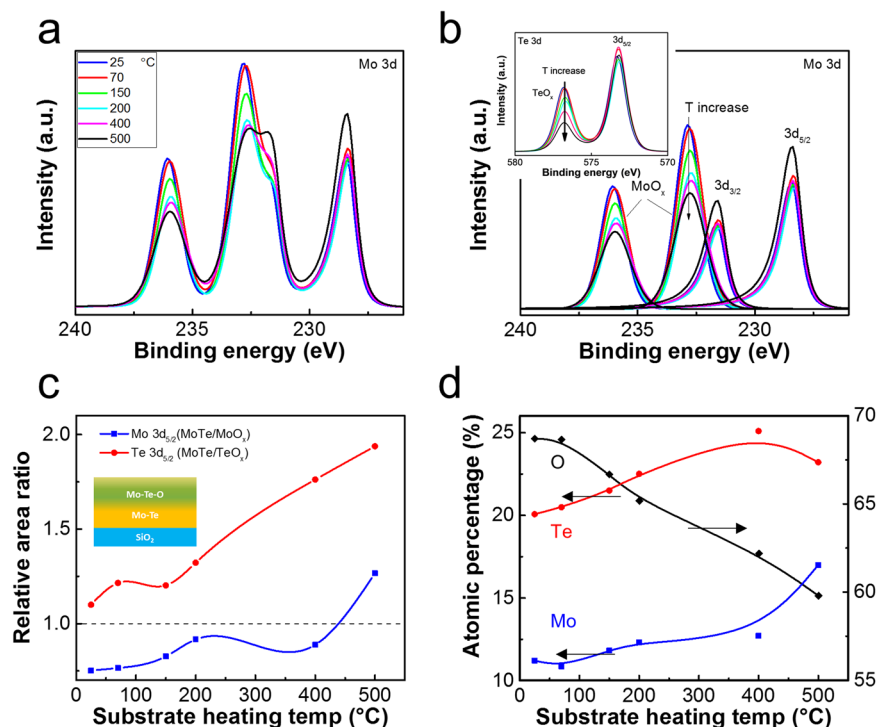 a
Mo 3d
25 °C
70
150
200
400
500
Intensity (a.u.)
240 235 230
Binding energy (eV)
b
Mo 3d
Te 3d
3d5/2
T increase
TeOx
Intensity (a.u.)
580 575 570
Binding energy (eV)
T increase
3d5/2
MoOx
3d3/2
Intensity (a.u.)
240 235 230
Binding energy (eV)
c
Mo 3d5/2(MoTe/MoOx)
Te 3d5/2 (MoTe/TeOx)
Mo-Te-O
Mo-Te
SiO2
2.0
1.5
1.0
Relative area ratio
0 100 200 300 400 500
Substrate heating temp (°C)
d
25
20
15
10
Atomic percentage (%)
O
Te
Mo
70
65
60
55
0 100 200 300 400 500
Substrate heating temp (°C)